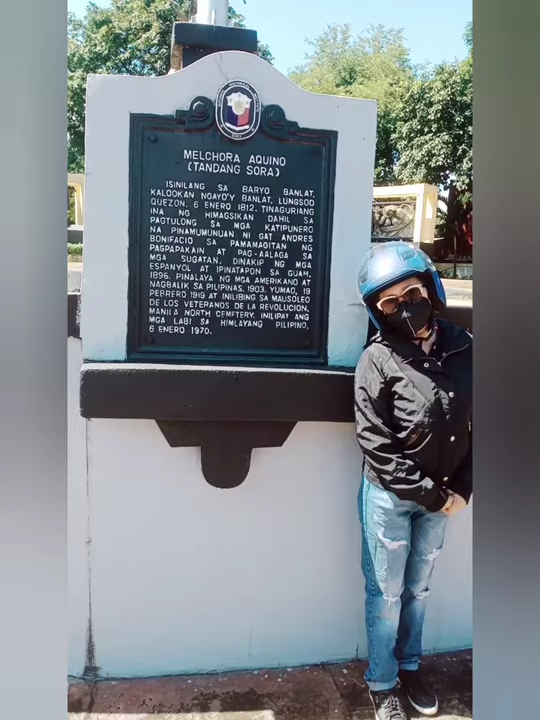 MELCHORA AQUINO
(TANDANG SORA)
ISINILANG SA BARYO BANLAT,
KALOOKAN NGAYO'Y BANLAT, LUNGSOD
QUEZON, 6 ENERO 1812. TINAGURIANG
INA NG HIMAGSIKAN DAHIL SA
PAGTULONG SA MGA KATIPUNERO
NA PINAMUMUNUAN NI GAT ANDRES
BONIFACIO SA PAMAMAGITAN NG
PAGPAPAKAIN AT PAG-AALAGA SA
MGA SUGATAN. DINAKIP NG MGA
ESPANYOL AT IPINATAPON SA GUAM,
1896. PINALAYA NG MGA AMERIKANO AT
NAGBALIK SA PILIPINAS, 1903. YUMAO, 19
PEBRERO 1919 AT INILIBING SA MAUSOLEO
DE LOS VETERANOS DE LA REVOLUCION,
MANILA NORTH CEMETERY. INILIPAT ANG
MGA LABI SA HIMLAYANG PILIPINO,
6 ENERO 1970.